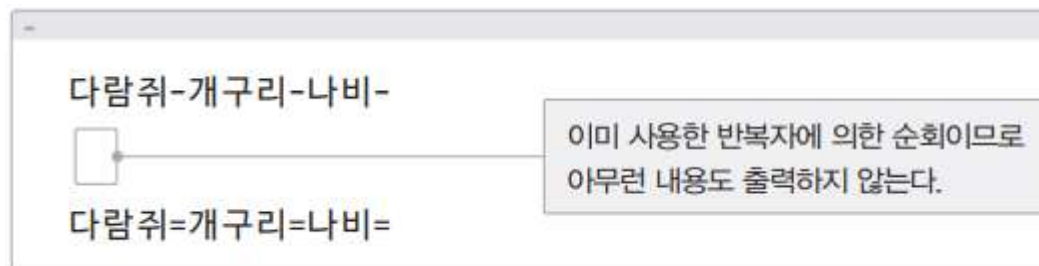 다람쥐-개구리-나비-
이미 사용한 반복자에 의한 순회이므로
아무런 내용도 출력하지 않는다.
다람쥐=개구리=나비=